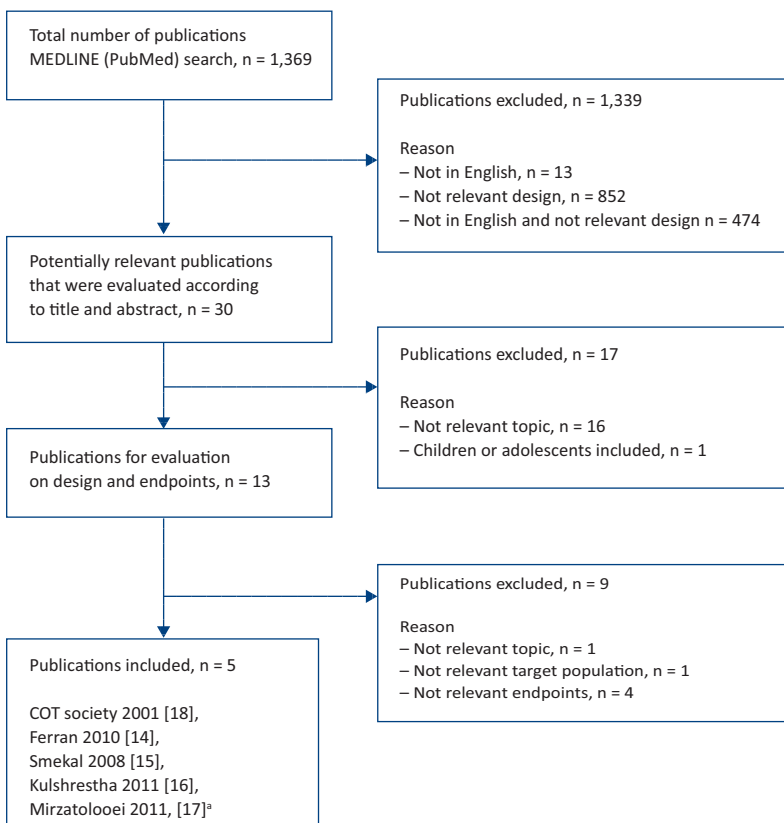 Total number of publications
MEDLINE (PubMed) search, n = 1,369
Publications excluded, n = 1,339
Reason
– Not in English, n = 13
– Not relevant design, n = 852
– Not in English and not relevant design n = 474
Potentially relevant publications
that were evaluated according
to title and abstract, n = 30
Publications excluded, n = 17
Reason
– Not relevant topic, n = 16
– Children or adolescents included, n = 1
Publications for evaluation
on design and endpoints, n = 13
Publications excluded, n = 9
Reason
– Not relevant topic, n = 1
– Not relevant target population, n = 1
– Not relevant endpoints, n = 4
Publications included, n = 5
COT society 2001 [18],
Ferran 2010 [14],
Smekal 2008 [15],
Kulshrestha 2011 [16],
Mirzatolooei 2011, [17]ᵃ